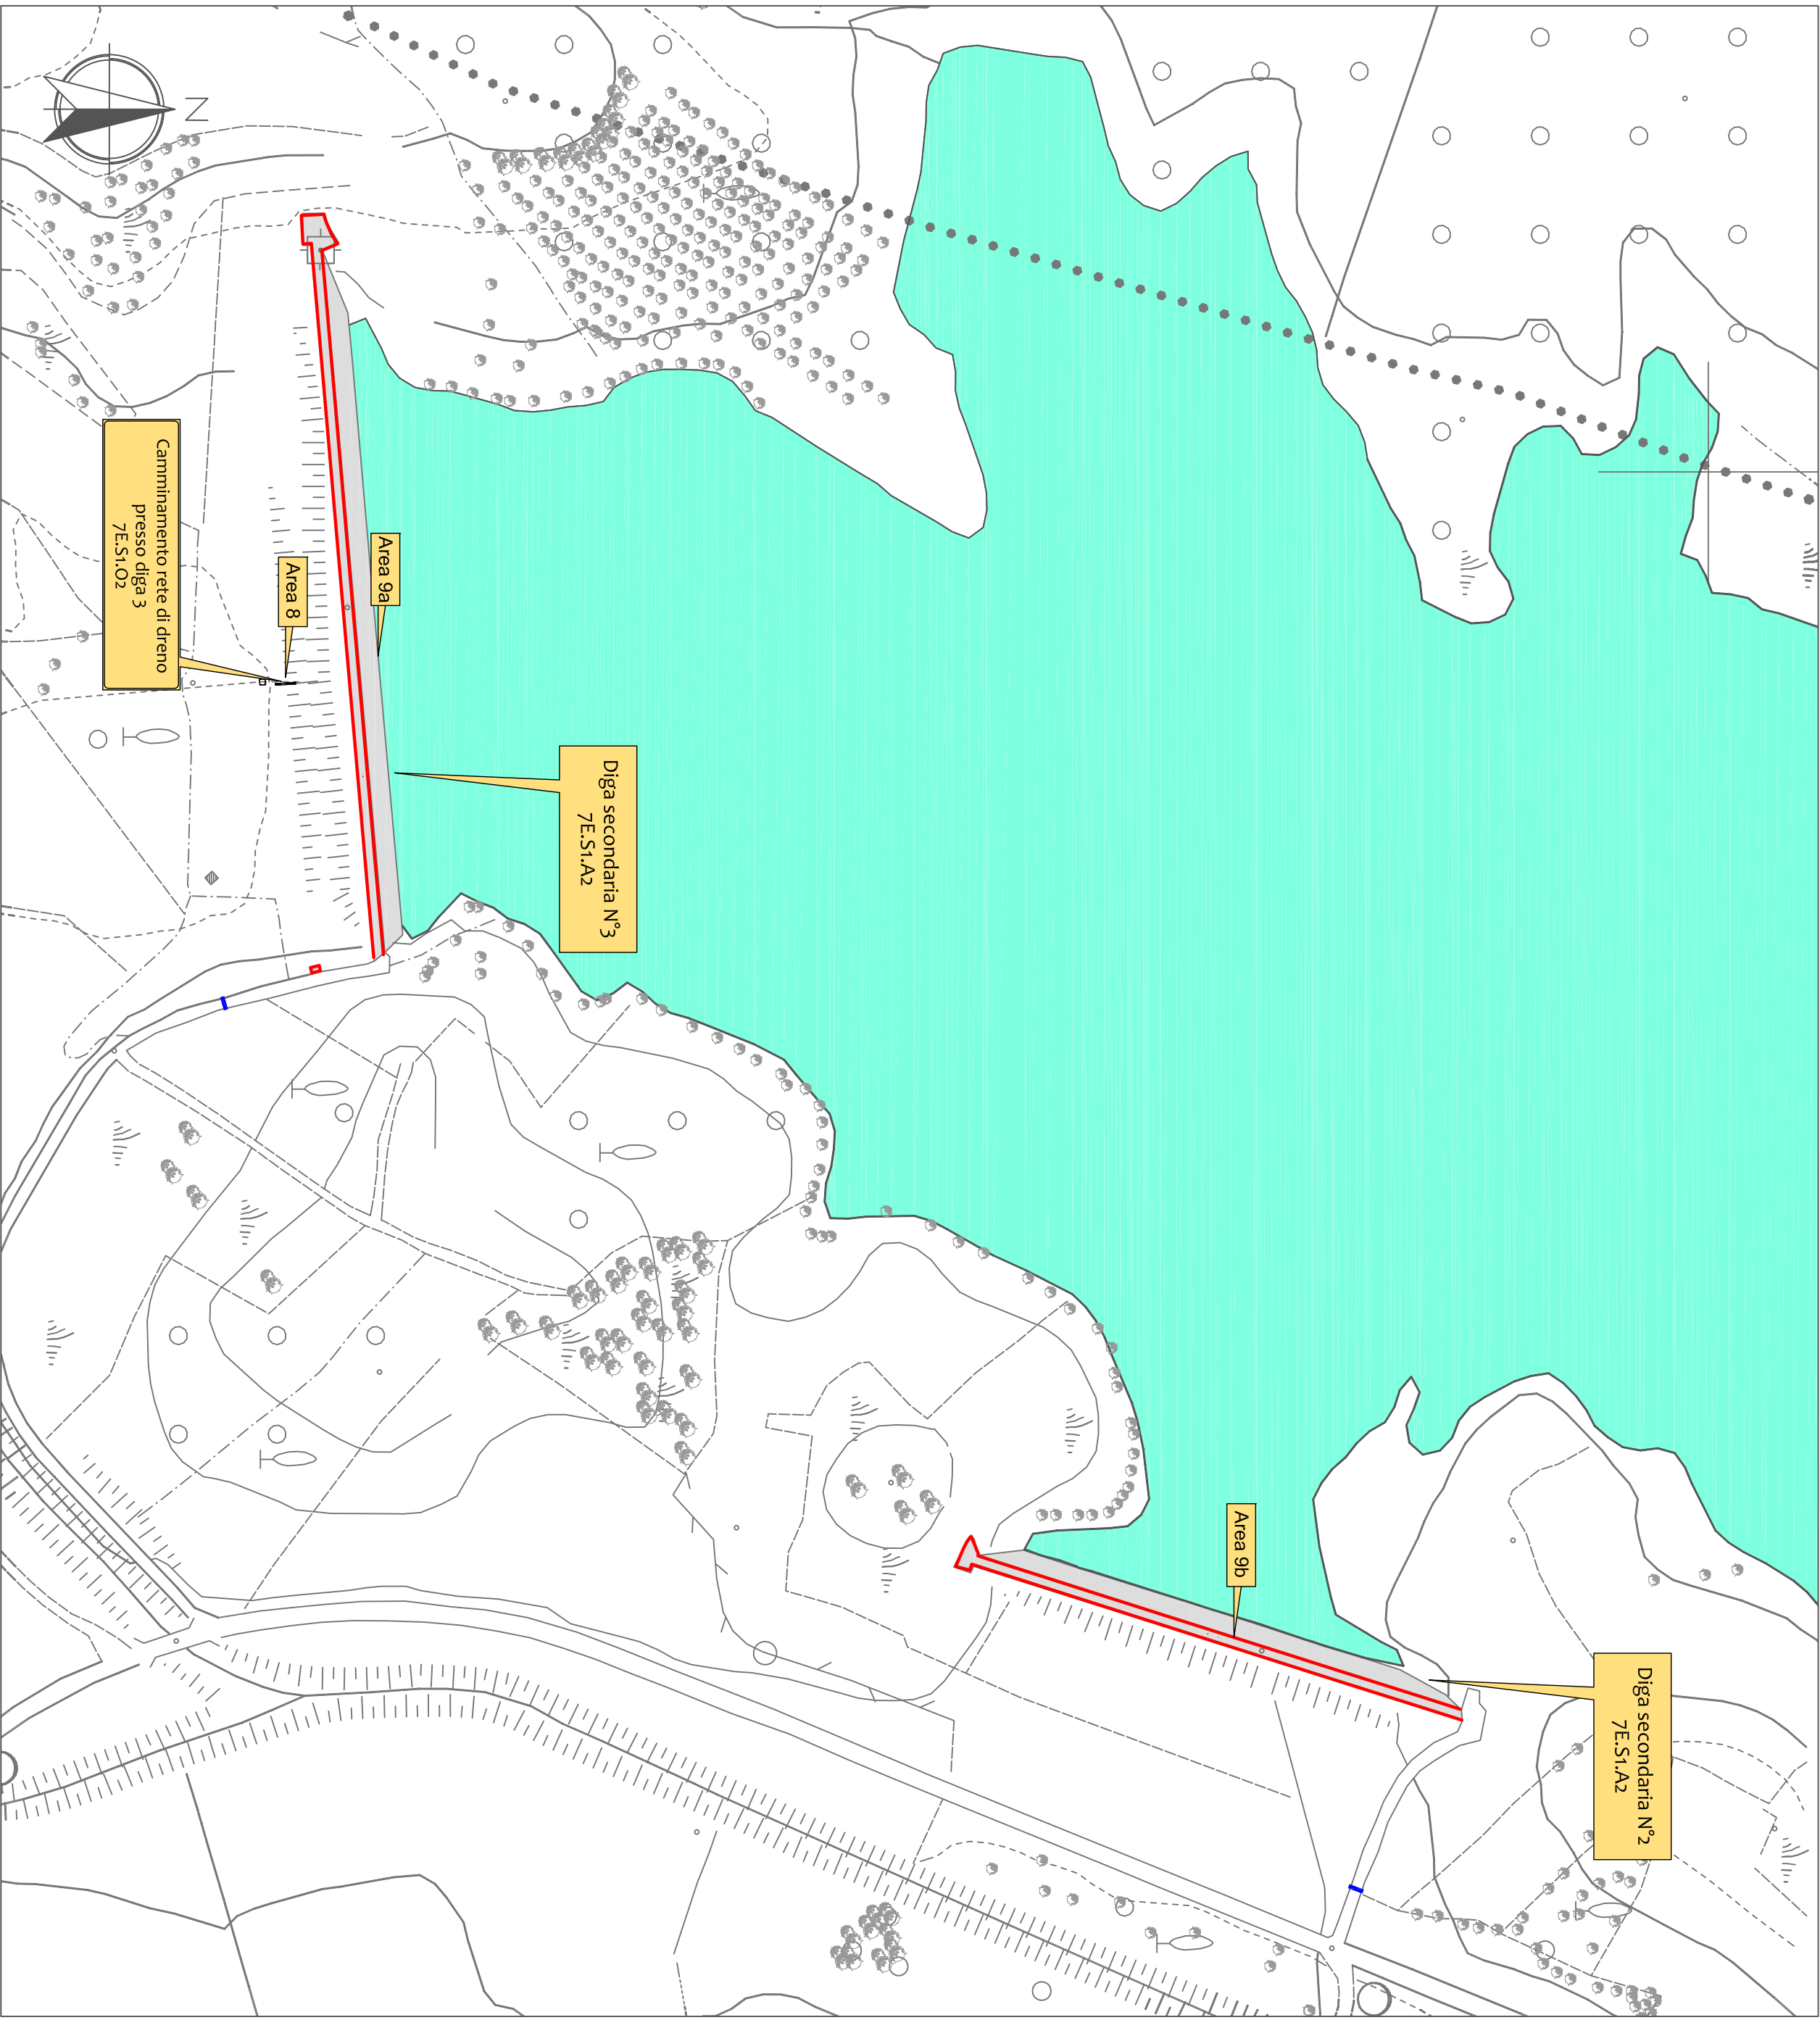 N
Diga secondaria N°2
7E.S1.A2
Area 9b
Diga secondaria N°3
7E.S1.A2
Area 9a
Area 8
Camminamento rete di dreno
presso diga 3
7E.S1.O2